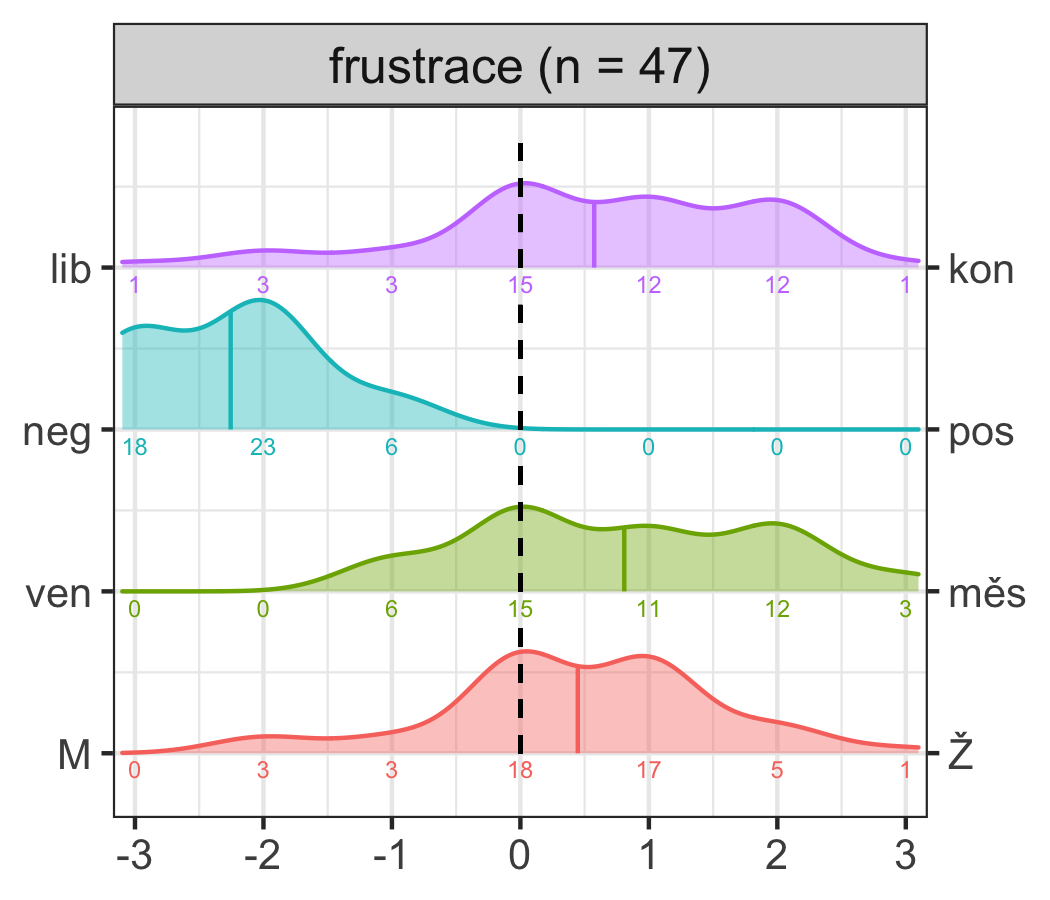 frustrace (n = 47)
lib kon
1 3 3 15 12 12 1
neg pos
18 23 6 0 0 0 0
ven měs
0 0 6 15 11 12 3
M Ž
0 3 3 18 17 5 1
-3 -2 -1 0 1 2 3